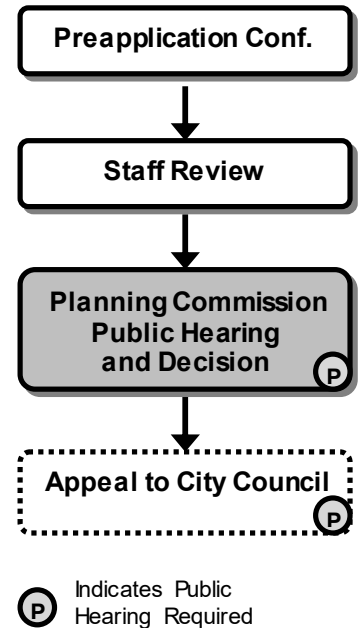 Preapplication Conf.
Staff Review
Planning Commission
Public Hearing
and Decision
P
Appeal to City Council
P
P
Indicates Public
Hearing Required